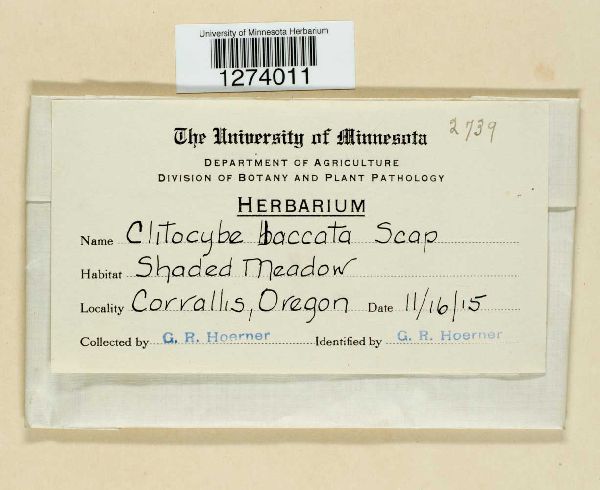 University of Minnesota Herbarium
1274011
The University of Minnesota
2739
DEPARTMENT OF AGRICULTURE
DIVISION OF BOTANY AND PLANT PATHOLOGY
HERBARIUM
Name Clitocybe baccata Scop
Habitat Shaded Meadow
Locality Corvallis, Oregon Date 11/16/15
Collected by G. R. Hoerner Identified by G. R. Hoerner